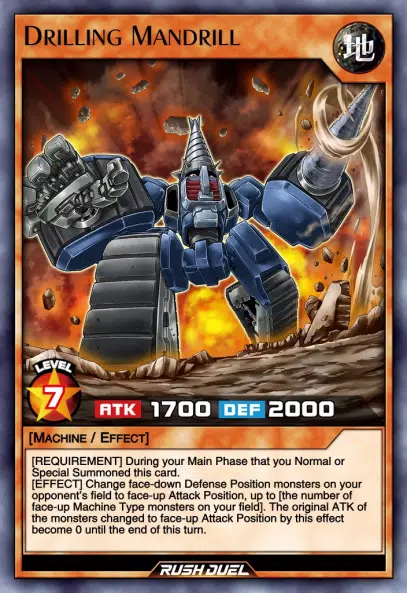 DRILLING MANDRILL
地
LEVEL
7
ATK 1700 DEF 2000
[MACHINE / EFFECT]
[REQUIREMENT] During your Main Phase that you Normal or
Special Summoned this card.
[EFFECT] Change face-down Defense Position monsters on your
opponent's field to face-up Attack Position, up to [the number of
face-up Machine Type monsters on your field]. The original ATK of
the monsters changed to face-up Attack Position by this effect
become 0 until the end of this turn.
RUSH DUEL